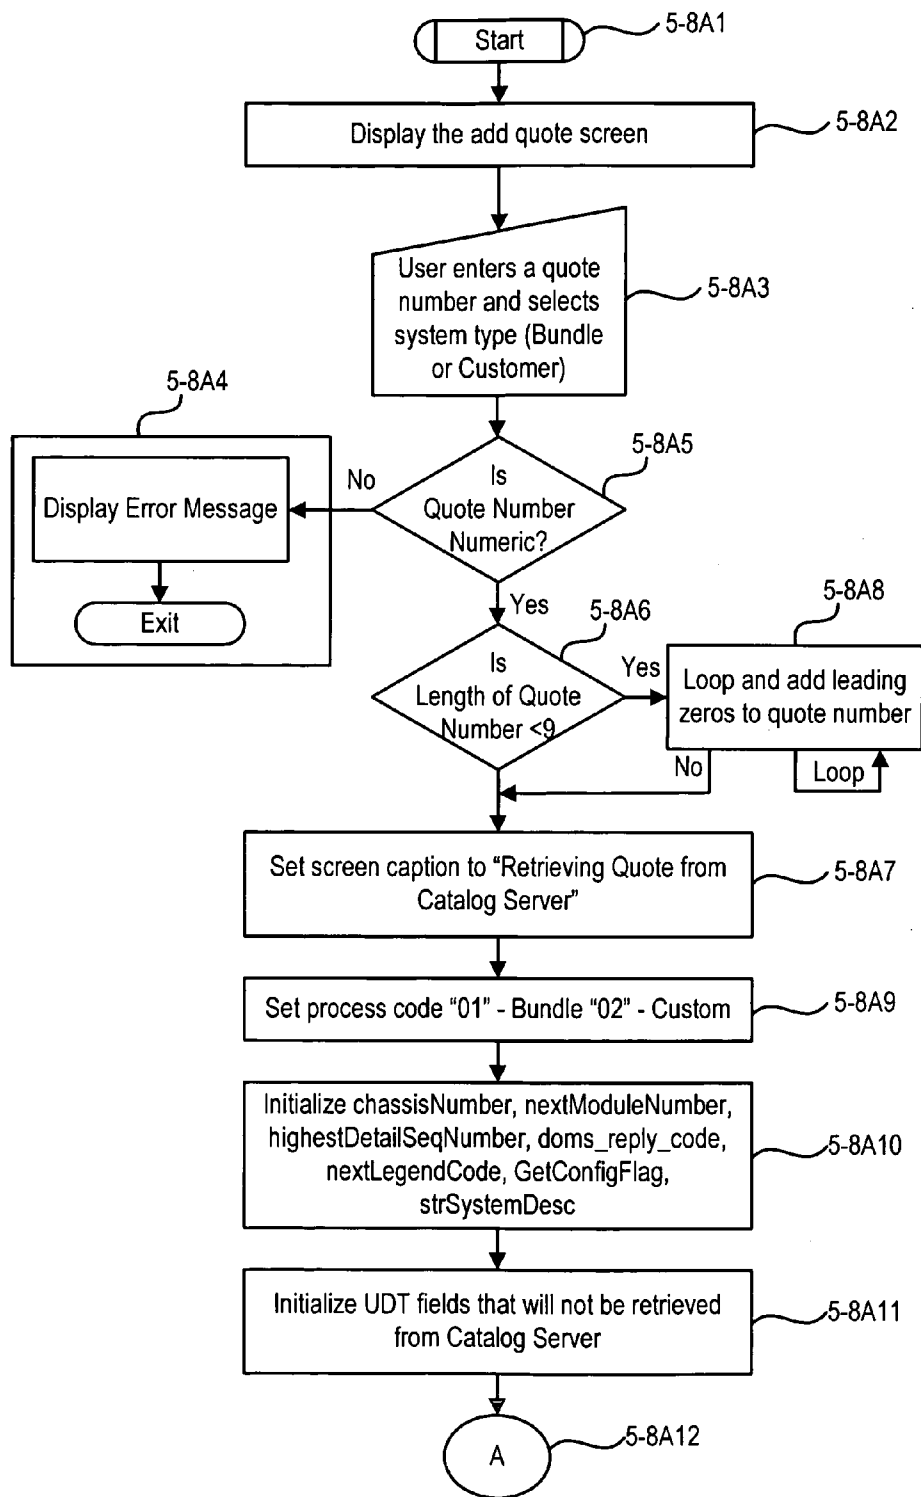 Start
5-8A1
Display the add quote screen
5-8A2
User enters a quote
number and selects
system type (Bundle
or Customer)
5-8A3
5-8A4
Display Error Message
Exit
No
Is
Quote Number
Numeric?
5-8A5
Yes
Is
Length of Quote
Number <9
5-8A6
Yes
5-8A8
Loop and add leading
zeros to quote number
No
Loop
Set screen caption to “Retrieving Quote from
Catalog Server”
5-8A7
Set process code “01” - Bundle “02” - Custom
5-8A9
Initialize chassisNumber, nextModuleNumber,
highestDetailSeqNumber, doms_reply_code,
nextLegendCode, GetConfigFlag,
strSystemDesc
5-8A10
Initialize UDT fields that will not be retrieved
from Catalog Server
5-8A11
A
5-8A12